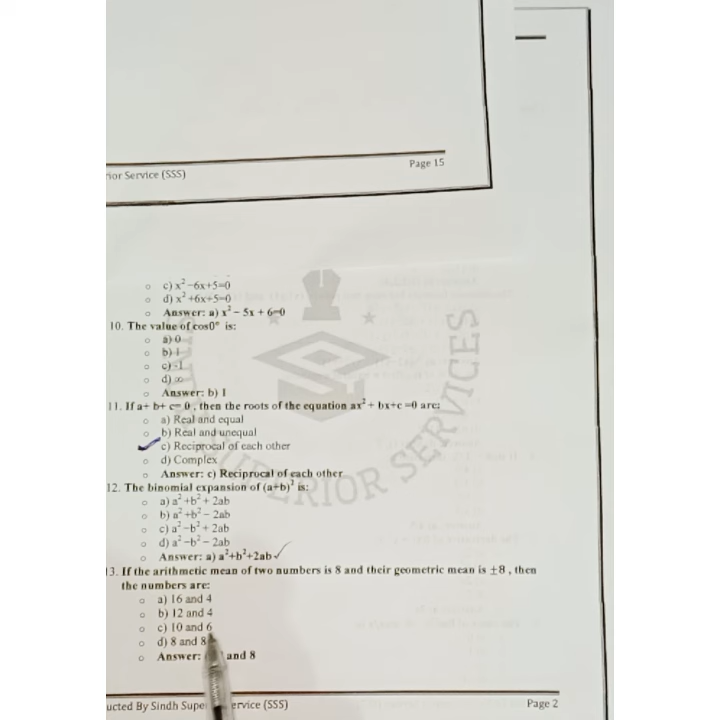 Page 15
ior Service (SSS)
c) x² -6x+5=0
d) x² +6x+5=0
Answer: a) x² – 5x + 6=0
10. The value of cos0° is:
a) 0
b) 1
c) -1
d) ∞
Answer: b) 1
11. If a+ b+ c= 0 , then the roots of the equation ax² + bx+c =0 are:
a) Real and equal
b) Real and unequal
c) Reciprocal of each other
d) Complex
Answer: c) Reciprocal of each other
12. The binomial expansion of (a+b)² is:
a) a² +b² + 2ab
b) a² +b² – 2ab
c) a² –b² + 2ab
d) a² –b² – 2ab
Answer: a) a²+b²+2ab
13. If the arithmetic mean of two numbers is 8 and their geometric mean is ±8 , then
the numbers are:
a) 16 and 4
b) 12 and 4
c) 10 and 6
d) 8 and 8
Answer: and 8
SUPERIOR SERVICES
ucted By Sindh Supe ervice (SSS)
Page 2